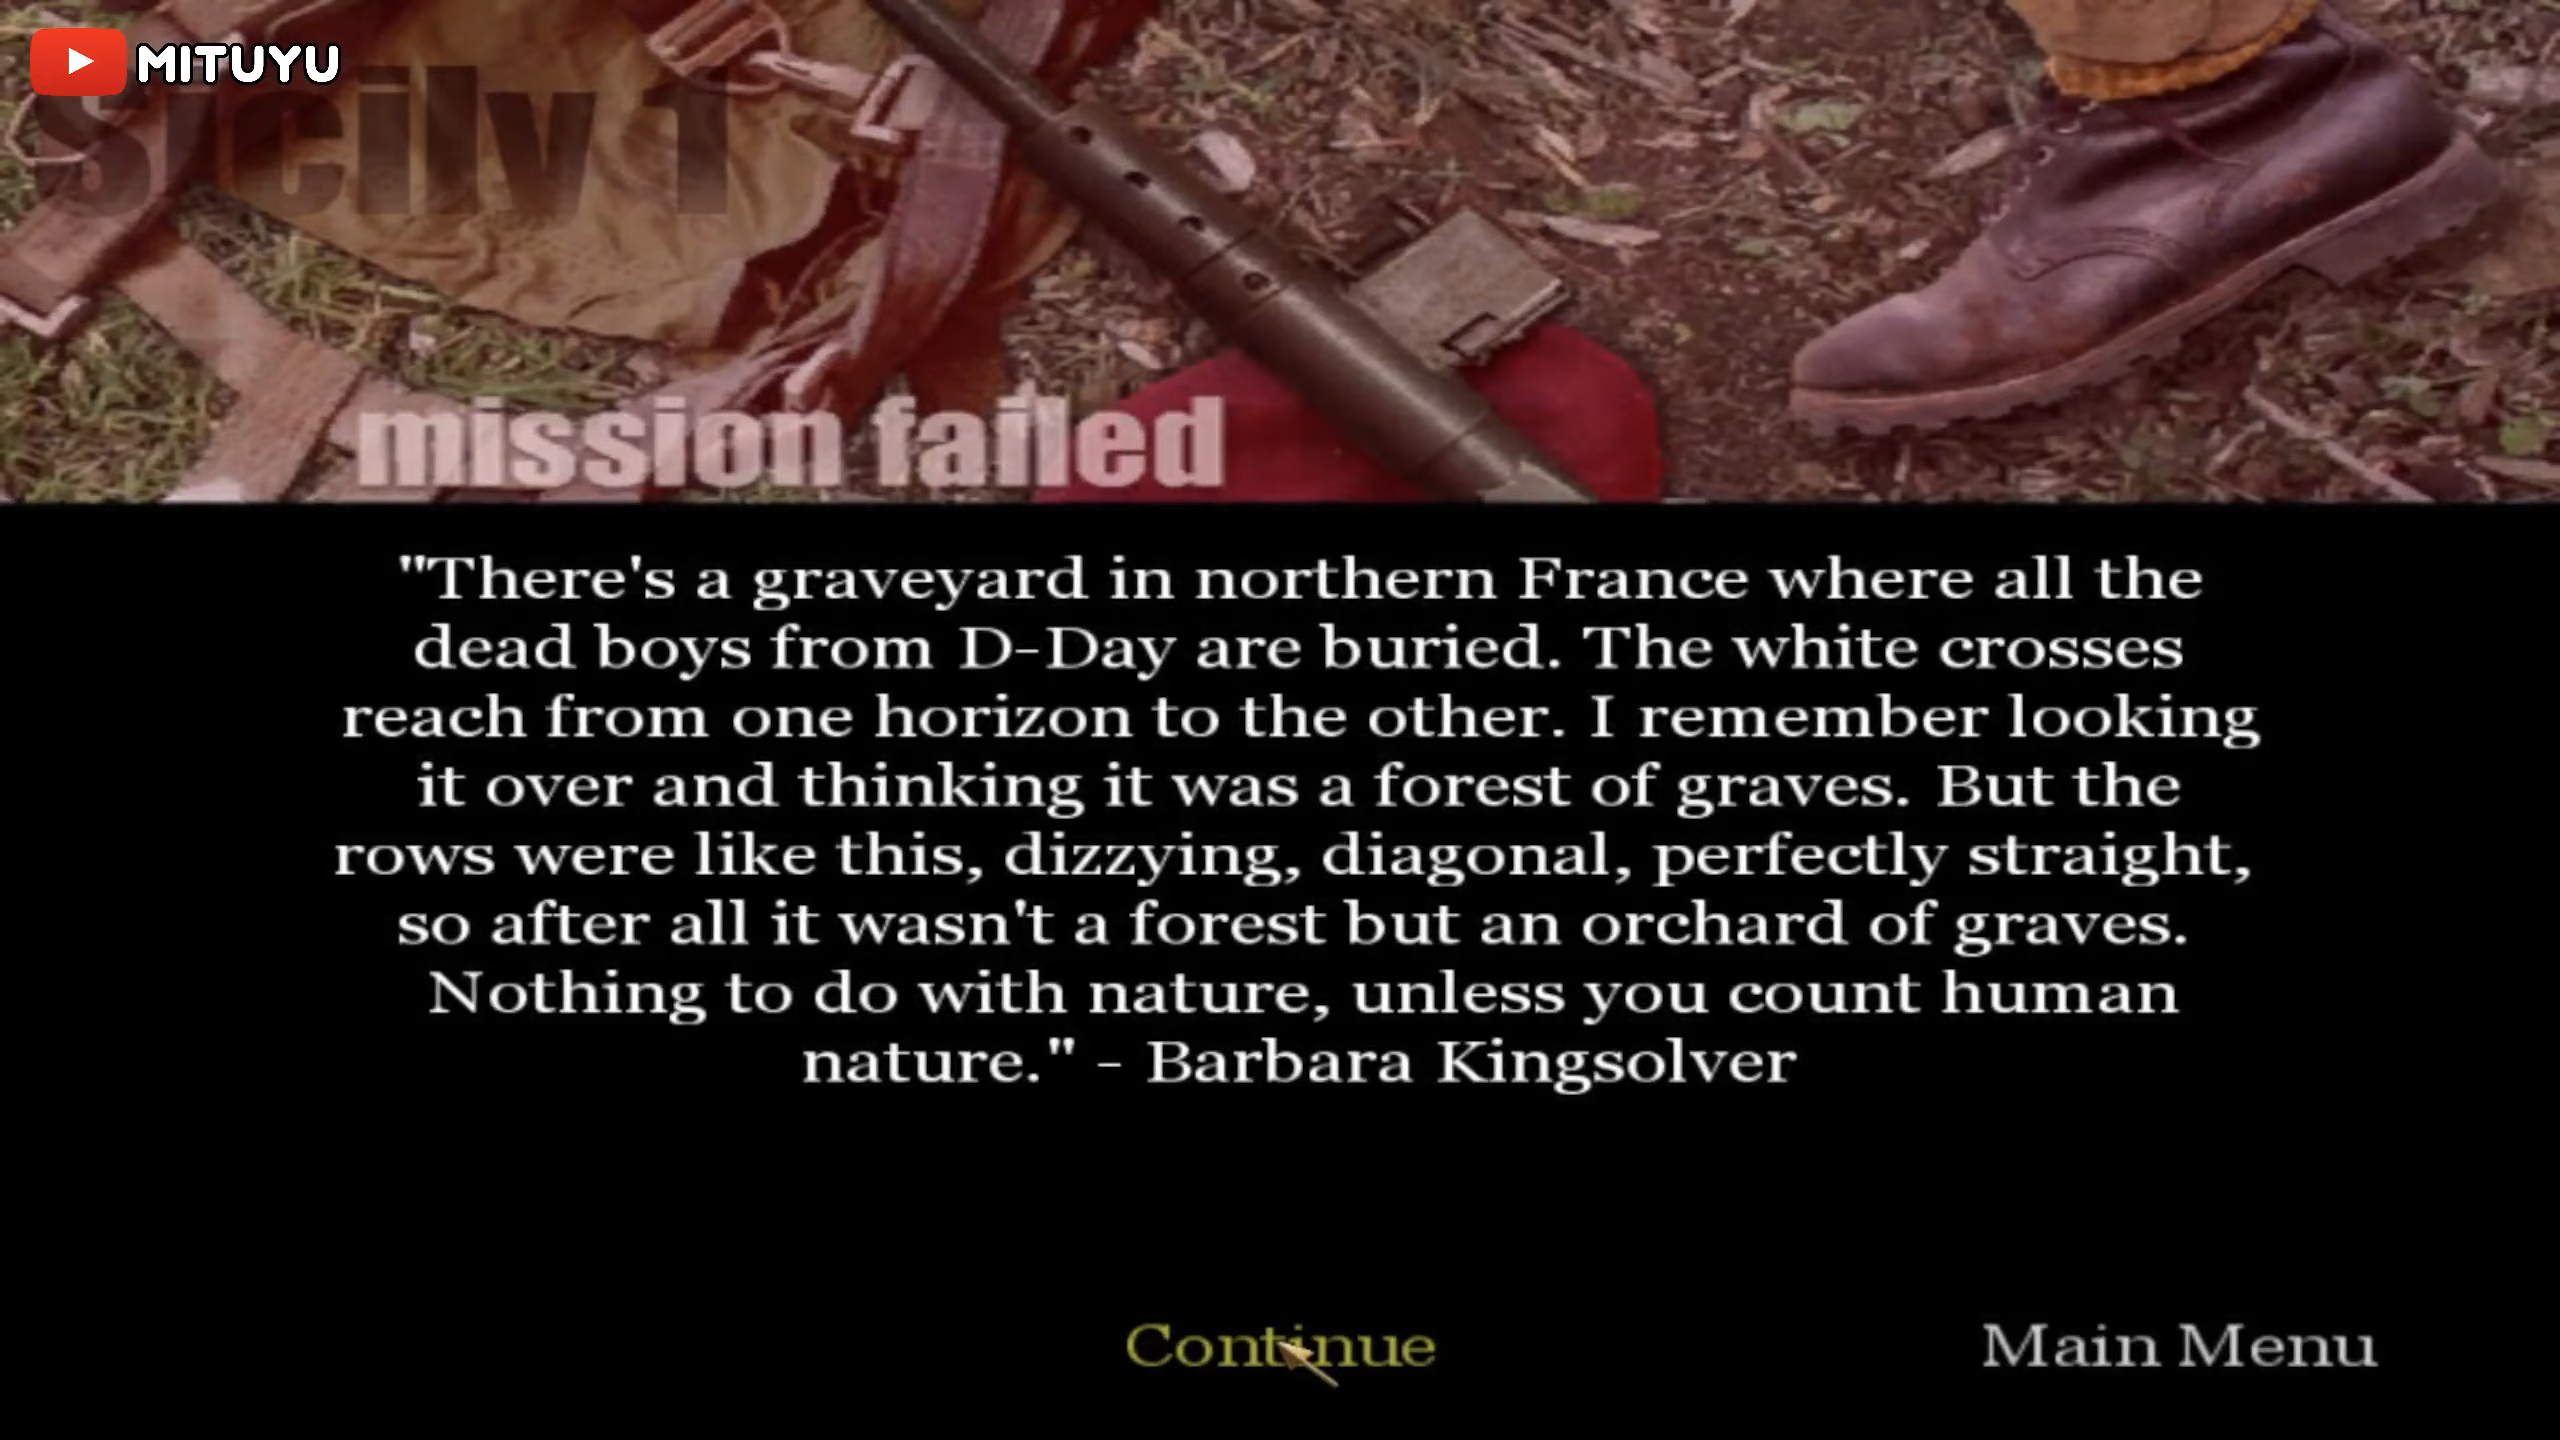 MITUYU
Sicily 1
mission failed
"There's a graveyard in northern France where all the
dead boys from D-Day are buried. The white crosses
reach from one horizon to the other. I remember looking
it over and thinking it was a forest of graves. But the
rows were like this, dizzying, diagonal, perfectly straight,
so after all it wasn't a forest but an orchard of graves.
Nothing to do with nature, unless you count human
nature." - Barbara Kingsolver
Continue
Main Menu